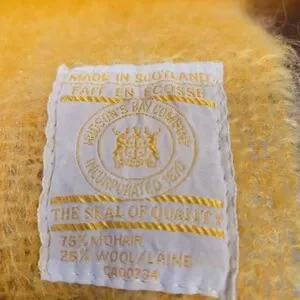 MADE IN SCOTLAND
FAIT EN ECOSSE
HUDSON'S BAY COMPANY
INCORPORATED 1670
THE SEAL OF QUALITY
75% MOHAIR
25% WOOL/LAINE
CA00234